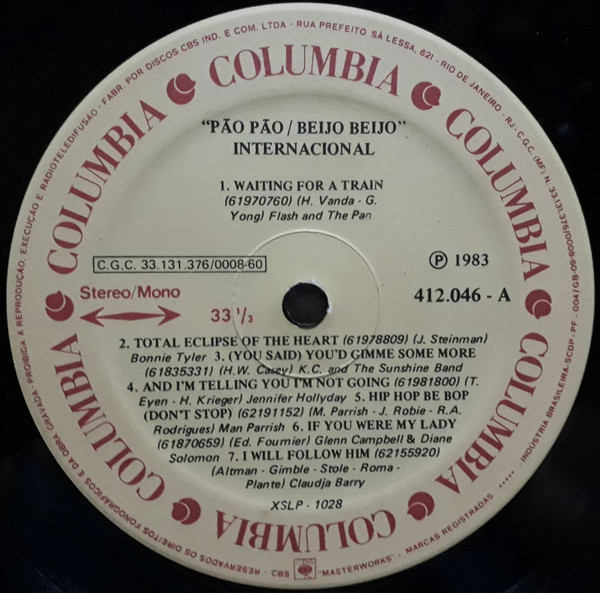 COLUMBIA COLUMBIA COLUMBIA COLUMBIA COLUMBIA COLUMBIA COLUMBIA
FABR. POR DISCOS CBS IND. E COM. LTDA - RUA PREFEITO SÁ LESSA, 621 - RIO DE JANEIRO - RJ - C.G.C. (MF) N.
INDÚSTRIA BRASILEIRA
MARCAS REGISTRADAS
CBS "MASTERWORKS"
RESERVADOS OS DIREITOS FONOGRÁFICOS E DA OBRA GRAVADA - PROIBIDA A REPRODUÇÃO, EXECUÇÃO E RADIOTELEDIFUSÃO
"PÃO PÃO / BEIJO BEIJO"
INTERNACIONAL
1. WAITING FOR A TRAIN
(61970760) (H. Vanda - G.
Yong) Flash and The Pan
C.G.C. 33.131.376/0008-60
℗ 1983
Stereo/Mono
33 1/3
412.046 - A
2. TOTAL ECLIPSE OF THE HEART (61978809) (J. Steinman)
Bonnie Tyler 3. (YOU SAID) YOU'D GIMME SOME MORE
(61835331) (H.W. Casey) K.C. and The Sunshine Band
4. AND I'M TELLING YOU I'M NOT GOING (61981800) (T.
Eyen - H. Krieger) Jennifer Hollyday 5. HIP HOP BE BOP
(DON'T STOP) (62191152) (M. Parrish - J. Robie - R.A.
Rodrigues) Man Parrish 6. IF YOU WERE MY LADY
(61870659) (Ed. Fournier) Glenn Campbell & Diane
Solomon 7. I WILL FOLLOW HIM (62155920)
(Altman - Gimble - Stole - Roma -
Plante) Claudja Barry
XSLP - 1028